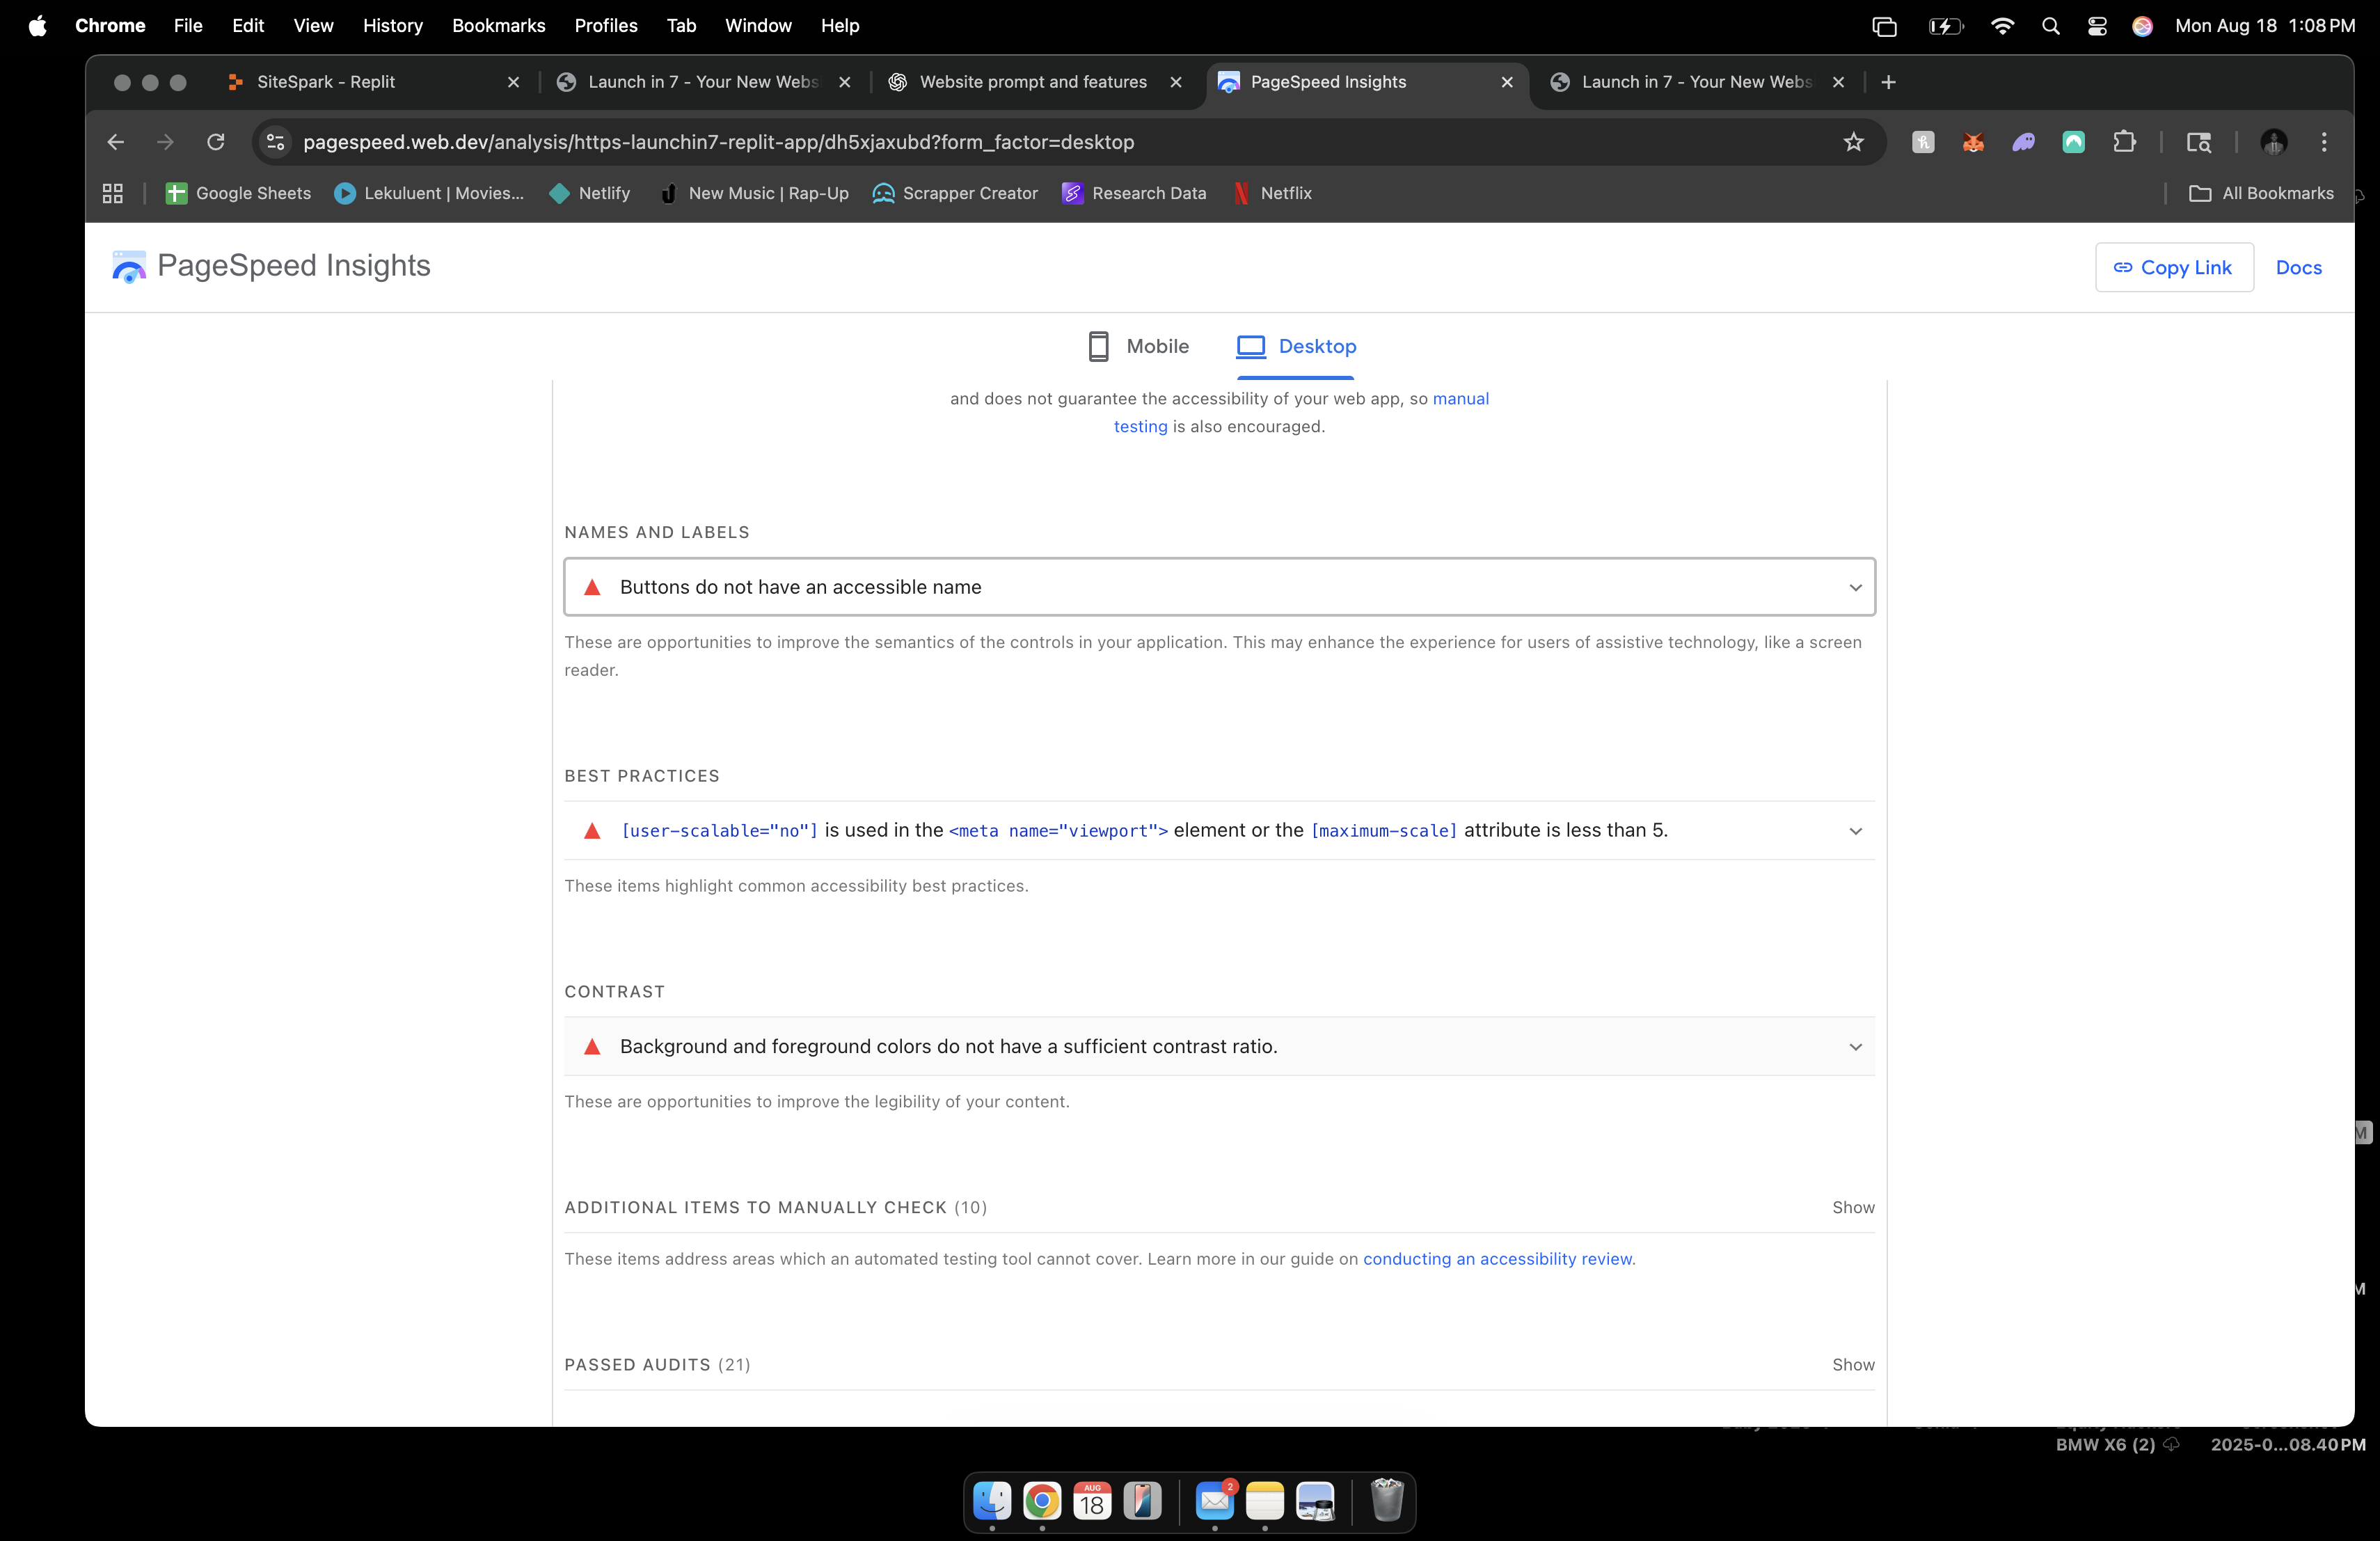 Chrome File Edit View History Bookmarks Profiles Tab Window Help Mon Aug 18 1:08 PM
SiteSpark - Replit Launch in 7 - Your New Webs Website prompt and features PageSpeed Insights Launch in 7 - Your New Webs
pagespeed.web.dev/analysis/https-launchin7-replit-app/dh5xjaxubd?form_factor=desktop
Google Sheets Lekuluent | Movies... Netlify New Music | Rap-Up Scrapper Creator Research Data Netflix All Bookmarks
PageSpeed Insights Copy Link Docs
Mobile Desktop
and does not guarantee the accessibility of your web app, so manual
testing is also encouraged.
NAMES AND LABELS
Buttons do not have an accessible name
These are opportunities to improve the semantics of the controls in your application. This may enhance the experience for users of assistive technology, like a screen
reader.
BEST PRACTICES
[user-scalable="no"] is used in the <meta name="viewport"> element or the [maximum-scale] attribute is less than 5.
These items highlight common accessibility best practices.
CONTRAST
Background and foreground colors do not have a sufficient contrast ratio.
These are opportunities to improve the legibility of your content.
M
ADDITIONAL ITEMS TO MANUALLY CHECK (10) Show
These items address areas which an automated testing tool cannot cover. Learn more in our guide on conducting an accessibility review.
M
PASSED AUDITS (21) Show
BMW X6 (2) 2025-0...08.40 PM
AUG
18
2